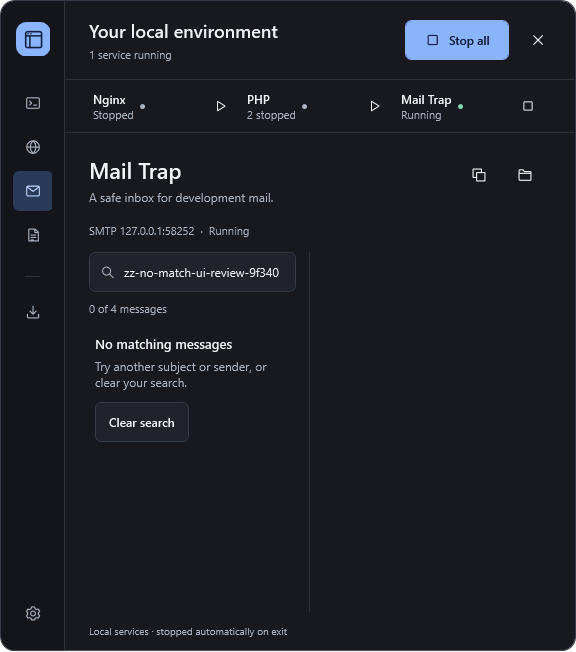 Your local environment
1 service running
Stop all
Nginx
Stopped
PHP
2 stopped
Mail Trap
Running
Mail Trap
A safe inbox for development mail.
SMTP 127.0.0.1:58252 · Running
zz-no-match-ui-review-9f340
0 of 4 messages
No matching messages
Try another subject or sender, or
clear your search.
Clear search
Local services · stopped automatically on exit